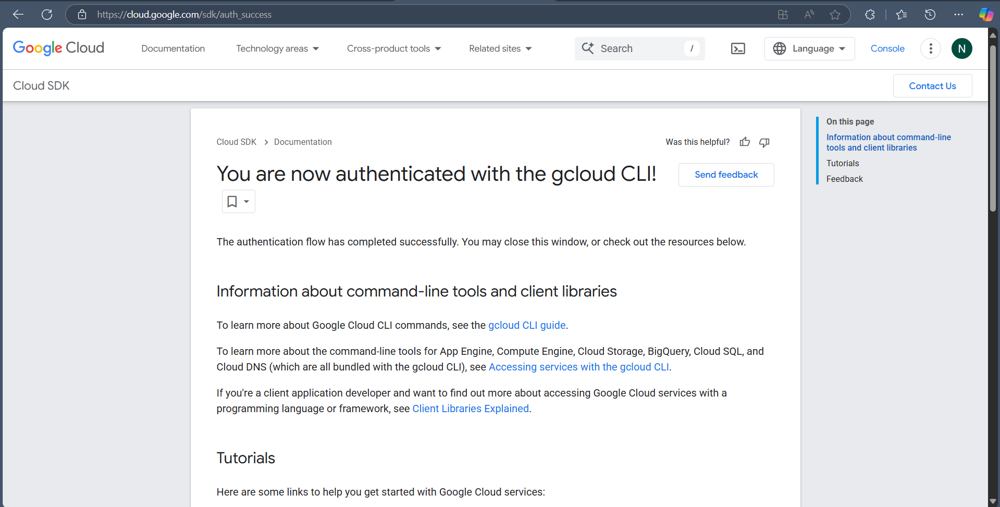 https://cloud.google.com/sdk/auth_success
Google Cloud
Documentation
Technology areas
Cross-product tools
Related sites
Search
/
Language
Console
N
Cloud SDK
Contact Us
Cloud SDK
Documentation
Was this helpful?
You are now authenticated with the gcloud CLI!
Send feedback
The authentication flow has completed successfully. You may close this window, or check out the resources below.
Information about command-line tools and client libraries
To learn more about Google Cloud CLI commands, see the gcloud CLI guide.
To learn more about the command-line tools for App Engine, Compute Engine, Cloud Storage, BigQuery, Cloud SQL, and
Cloud DNS (which are all bundled with the gcloud CLI), see Accessing services with the gcloud CLI.
If you're a client application developer and want to find out more about accessing Google Cloud services with a
programming language or framework, see Client Libraries Explained.
Tutorials
Here are some links to help you get started with Google Cloud services:
On this page
Information about command-line
tools and client libraries
Tutorials
Feedback